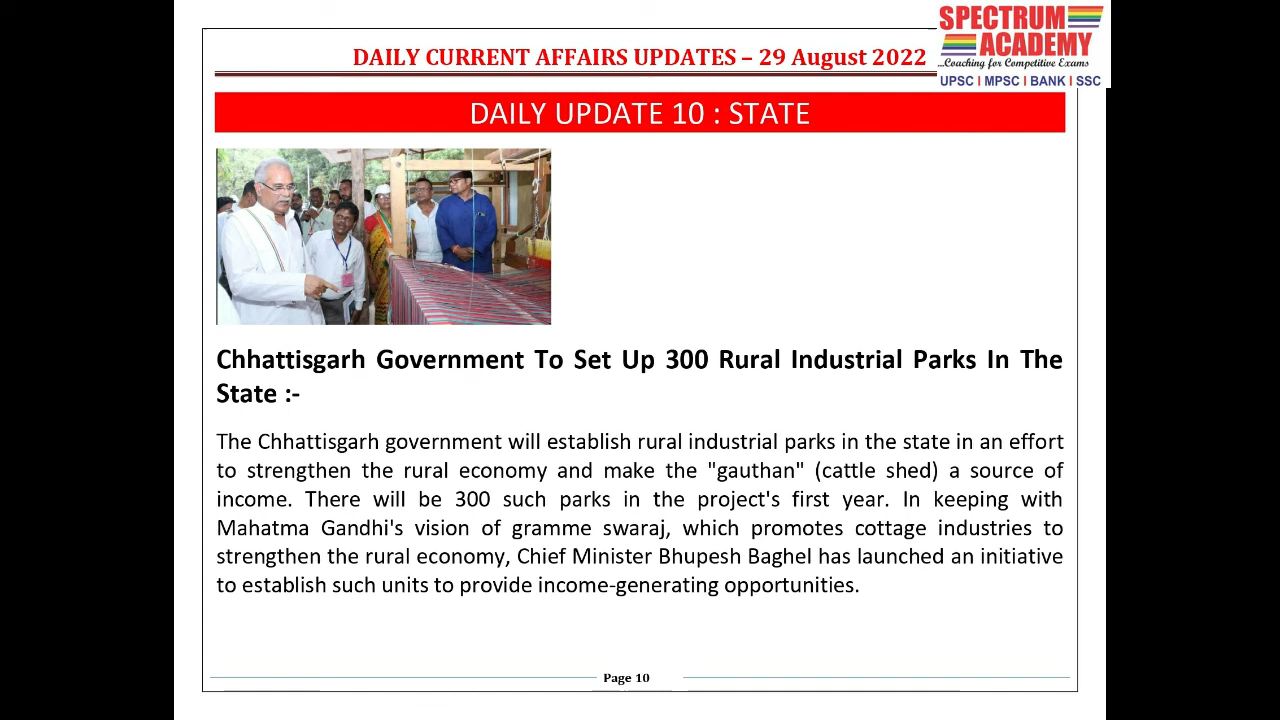 SPECTRUM
ACADEMY
...Coaching for Competitive Exams
UPSC I MPSC I BANK I SSC
DAILY CURRENT AFFAIRS UPDATES – 29 August 2022
DAILY UPDATE 10 : STATE
Chhattisgarh Government To Set Up 300 Rural Industrial Parks In The
State :-
The Chhattisgarh government will establish rural industrial parks in the state in an effort
to strengthen the rural economy and make the "gauthan" (cattle shed) a source of
income. There will be 300 such parks in the project's first year. In keeping with
Mahatma Gandhi's vision of gramme swaraj, which promotes cottage industries to
strengthen the rural economy, Chief Minister Bhupesh Baghel has launched an initiative
to establish such units to provide income-generating opportunities.
Page 10